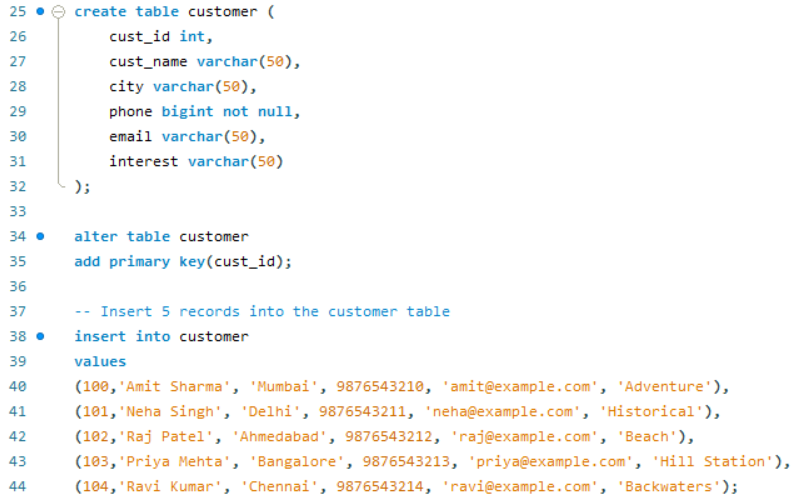 25 create table customer (
26 cust_id int,
27 cust_name varchar(50),
28 city varchar(50),
29 phone bigint not null,
30 email varchar(50),
31 interest varchar(50)
32 );
33
34 alter table customer
35 add primary key(cust_id);
36
37 -- Insert 5 records into the customer table
38 insert into customer
39 values
40 (100,'Amit Sharma', 'Mumbai', 9876543210, 'amit@example.com', 'Adventure'),
41 (101,'Neha Singh', 'Delhi', 9876543211, 'neha@example.com', 'Historical'),
42 (102,'Raj Patel', 'Ahmedabad', 9876543212, 'raj@example.com', 'Beach'),
43 (103,'Priya Mehta', 'Bangalore', 9876543213, 'priya@example.com', 'Hill Station'),
44 (104,'Ravi Kumar', 'Chennai', 9876543214, 'ravi@example.com', 'Backwaters');